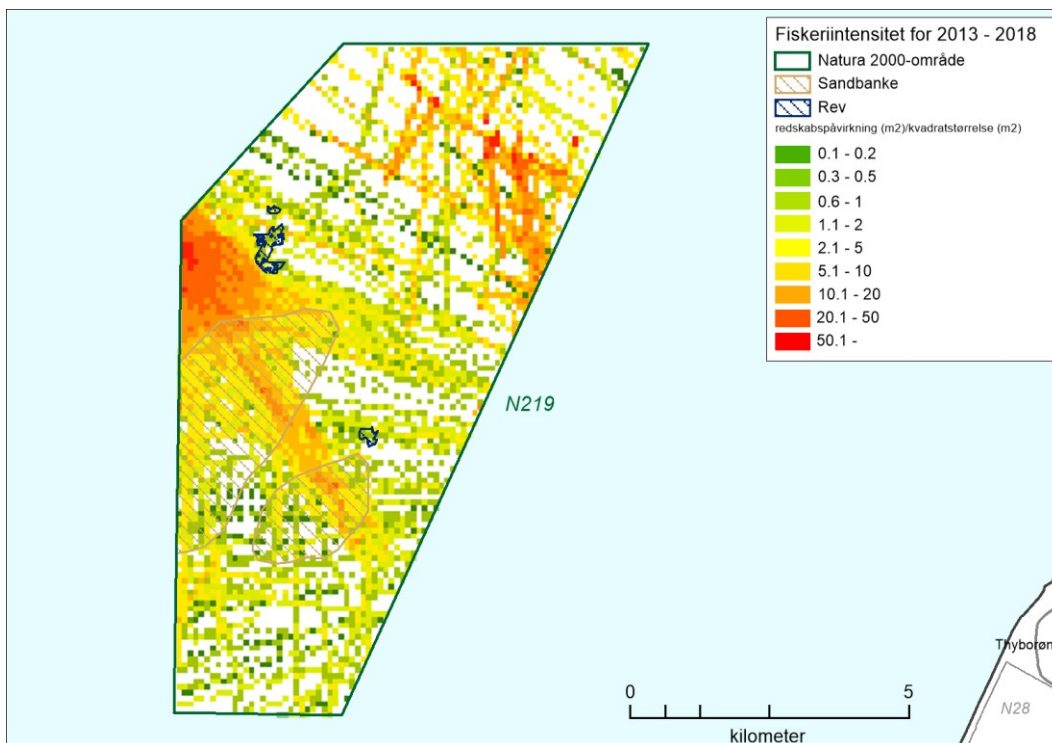 Fiskeriintensitet for 2013 - 2018
Natura 2000-område
Sandbanke
Rev
redskabspåvirkning (m2)/kvadratstørrelse (m2)
0.1 - 0.2
0.3 - 0.5
0.6 - 1
1.1 - 2
2.1 - 5
5.1 - 10
10.1 - 20
20.1 - 50
50.1 -
N219
Thyborøn
N28
0 5
kilometer